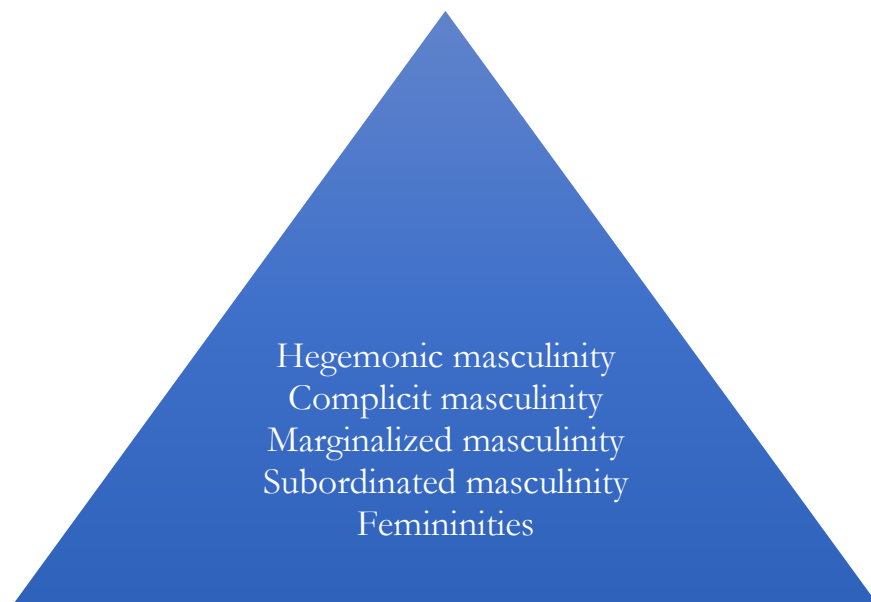 Hegemonic masculinity
Complicit masculinity
Marginalized masculinity
Subordinated masculinity
Femininities